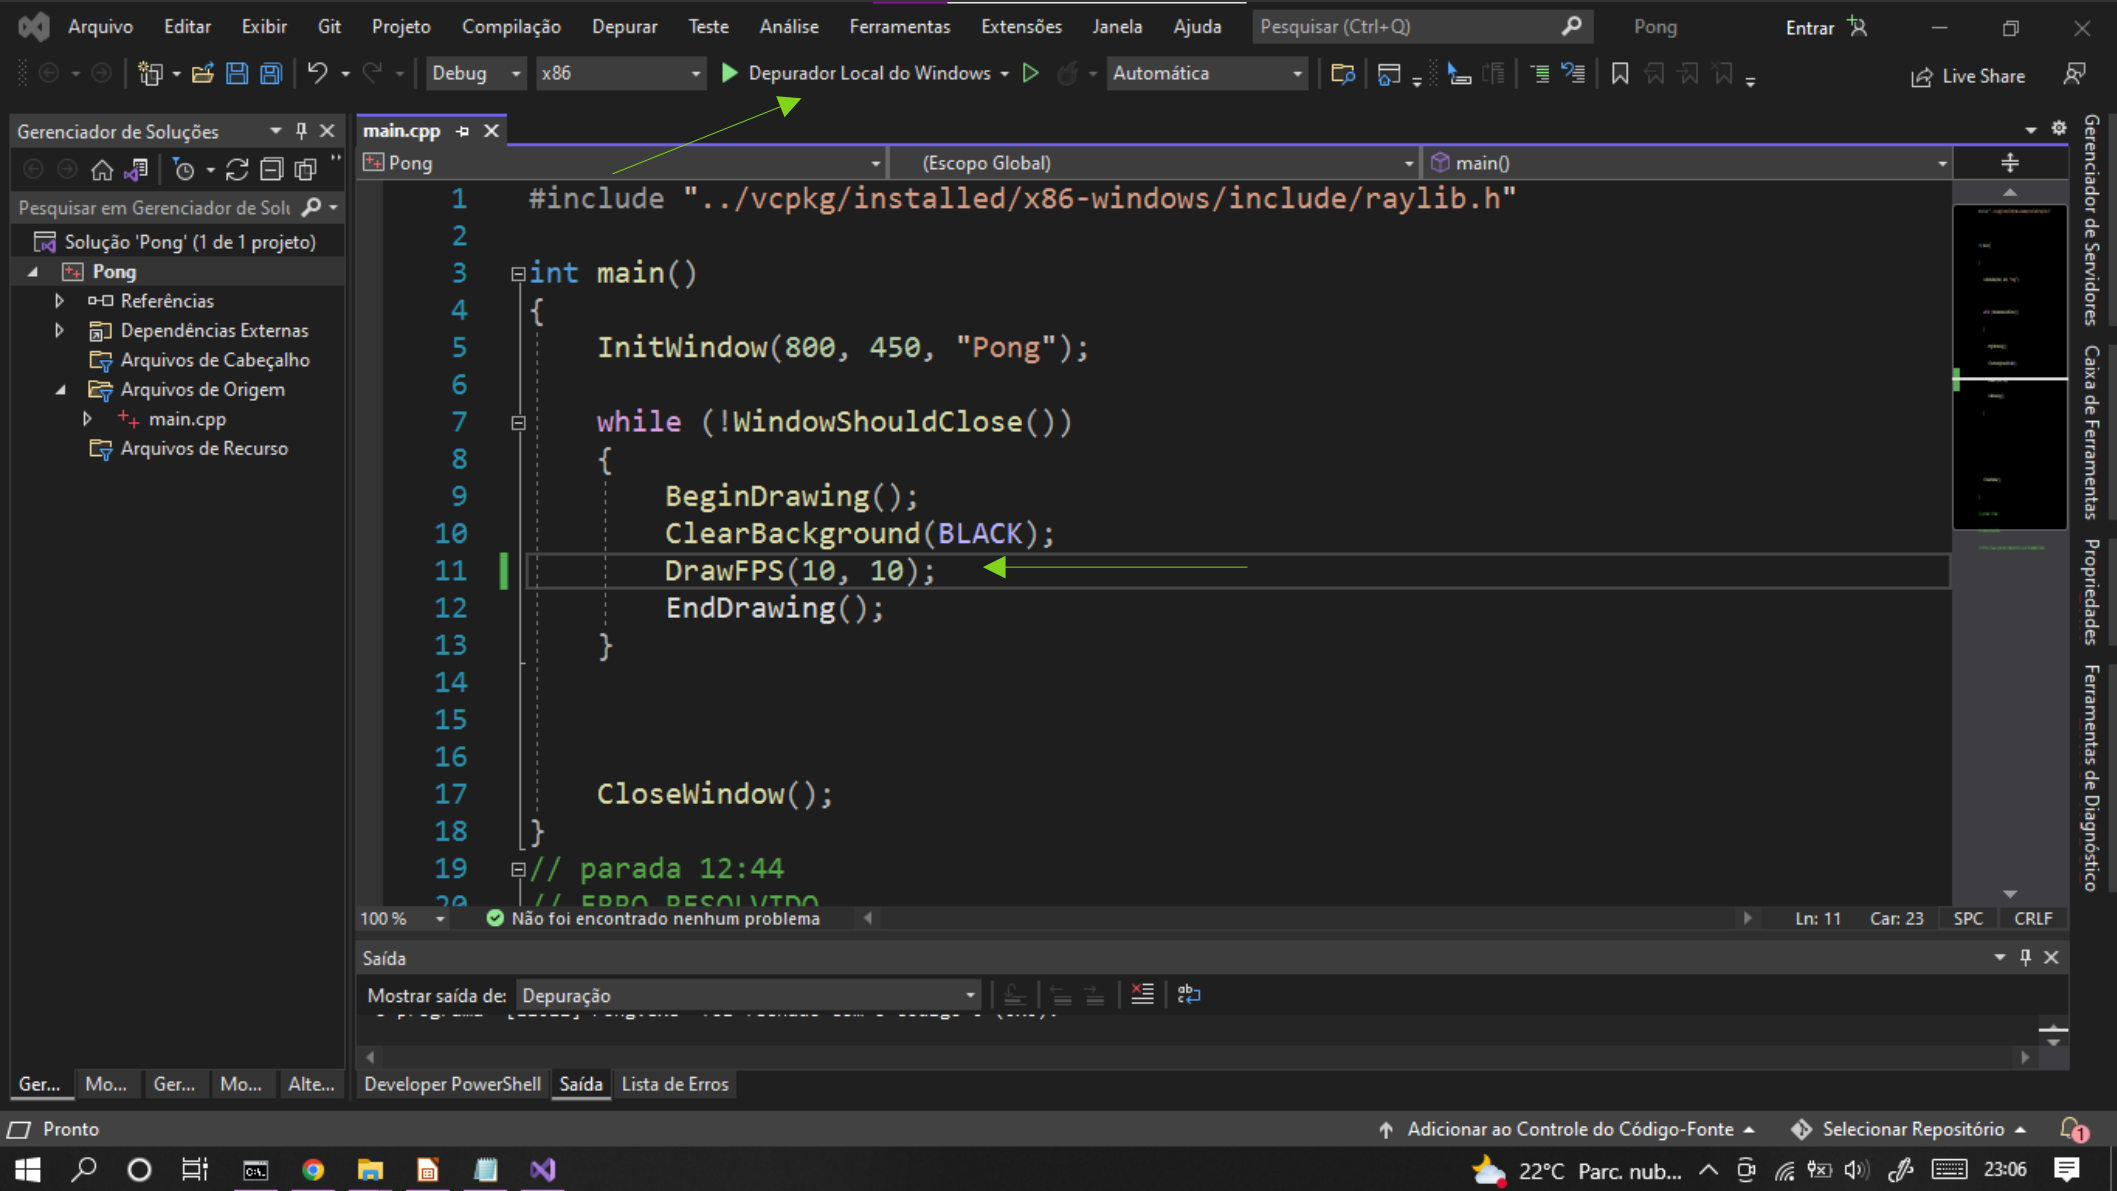 Arquivo Editar Exibir Git Projeto Compilação Depurar Teste Análise Ferramentas Extensões Janela Ajuda Pesquisar (Ctrl+Q) Pong Entrar
Debug x86 Depurador Local do Windows Automática Live Share
Gerenciador de Soluções
Pesquisar em Gerenciador de Solu
Solução 'Pong' (1 de 1 projeto)
Pong
Referências
Dependências Externas
Arquivos de Cabeçalho
Arquivos de Origem
main.cpp
Arquivos de Recurso
Ger... Mo... Ger... Mo... Alte...
main.cpp
Pong (Escopo Global) main()
1 #include "../vcpkg/installed/x86-windows/include/raylib.h"
2
3 int main()
4 {
5 InitWindow(800, 450, "Pong");
6
7 while (!WindowShouldClose())
8 {
9 BeginDrawing();
10 ClearBackground(BLACK);
11 DrawFPS(10, 10);
12 EndDrawing();
13 }
14
15
16
17 CloseWindow();
18 }
19 // parada 12:44
20 // ERRO RESOLVIDO
100 % Não foi encontrado nenhum problema Ln: 11 Car: 23 SPC CRLF
Saída
Mostrar saída de: Depuração
Developer PowerShell Saída Lista de Erros
Gerenciador de Servidores
Caixa de Ferramentas
Propriedades
Ferramentas de Diagnóstico
Pronto Adicionar ao Controle do Código-Fonte Selecionar Repositório 1
22°C Parc. nub... 23:06